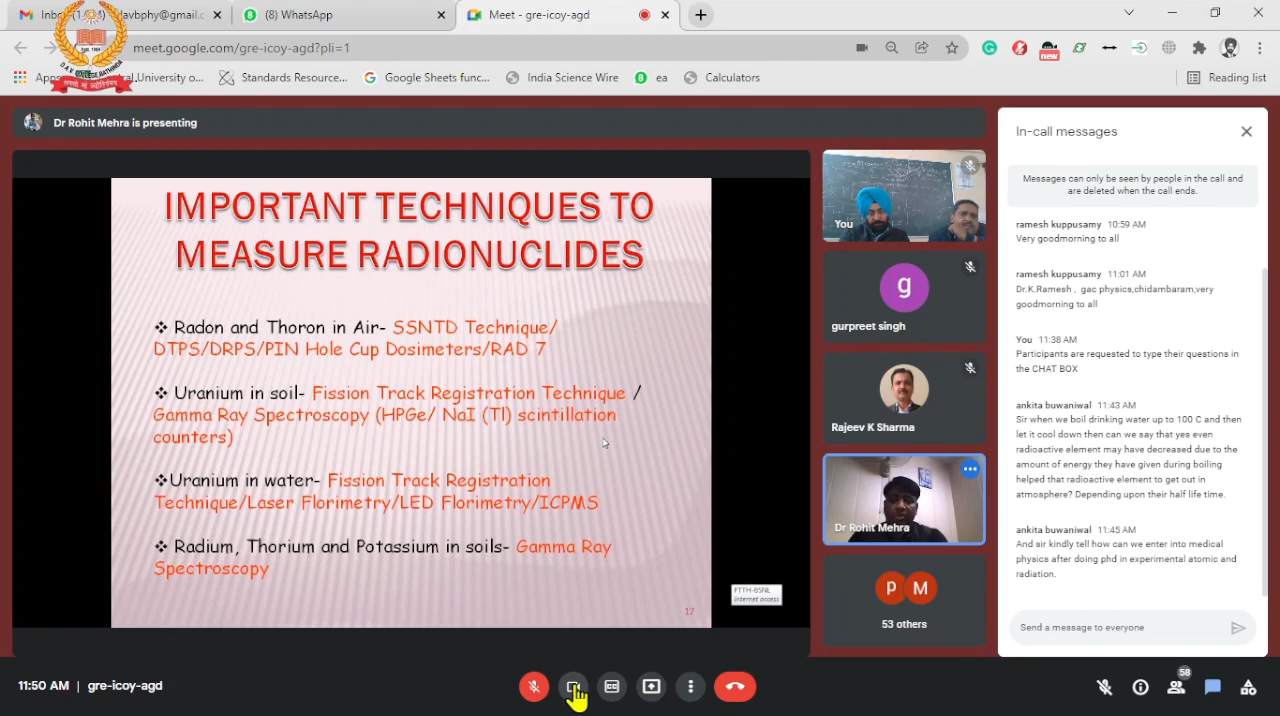 Inbox (1
davbphy@gmail.c
(8) WhatsApp
Meet - gre-icoy-agd
meet.google.com/gre-icoy-agd?pli=1
new
.University o...
Standards Resource...
Google Sheets func...
India Science Wire
ea
Calculators
Reading list
Dr Rohit Mehra is presenting
IMPORTANT TECHNIQUES TO
MEASURE RADIONUCLIDES
❖ Radon and Thoron in Air- SSNTD Technique/
DTPS/DRPS/PIN Hole Cup Dosimeters/RAD 7
❖ Uranium in soil- Fission Track Registration Technique /
Gamma Ray Spectroscopy (HPGe/ NaI (Tl) scintillation
counters)
❖Uranium in water- Fission Track Registration
Technique/Laser Florimetry/LED Florimetry/ICPMS
❖ Radium, Thorium and Potassium in soils- Gamma Ray
Spectroscopy
FTTH-BSNL
Internet access
17
You
g
gurpreet singh
Rajeev K Sharma
Dr Rohit Mehra
P M
53 others
In-call messages
Messages can only be seen by people in the call and
are deleted when the call ends.
ramesh kuppusamy 10:59 AM
Very goodmorning to all
ramesh kuppusamy 11:01 AM
Dr.K.Ramesh , gac physics,chidambaram,very
goodmorning to all
You 11:38 AM
Participants are requested to type their questions in
the CHAT BOX
ankita buwaniwal 11:43 AM
Sir when we boil drinking water up to 100 C and then
let it cool down then can we say that yes even
radioactive element may have decreased due to the
amount of energy they have given during boiling
helped that radioactive element to get out in
atmosphere? Depending upon their half life time.
ankita buwaniwal 11:45 AM
And sir kindly tell how can we enter into medical
physics after doing phd in experimental atomic and
radiation.
Send a message to everyone
11:50 AM | gre-icoy-agd
58